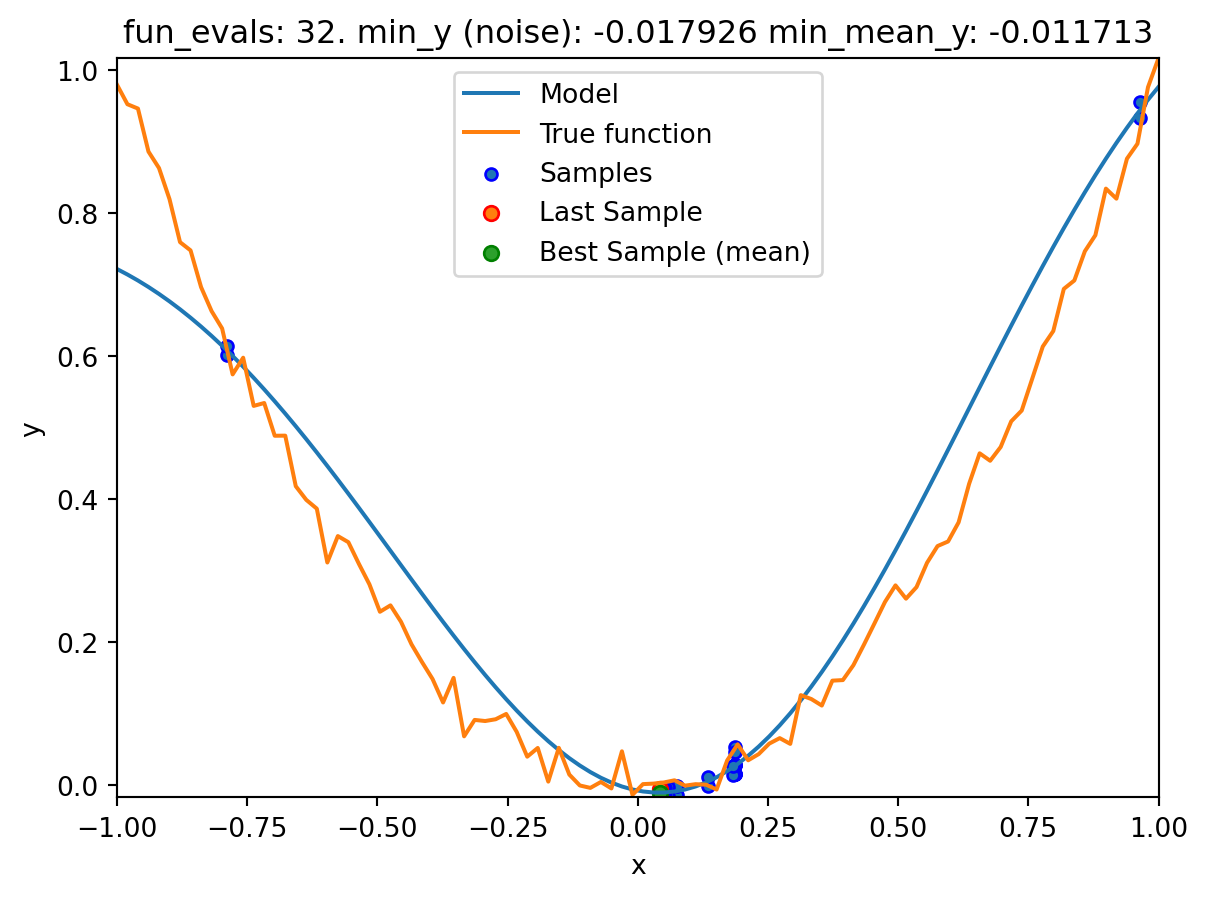 fun_evals: 32. min_y (noise): -0.017926 min_mean_y: -0.011713
Model
True function
Samples
Last Sample
Best Sample (mean)
1.0
0.8
0.6
0.4
0.2
0.0
y
−1.00 −0.75 −0.50 −0.25 0.00 0.25 0.50 0.75 1.00
x